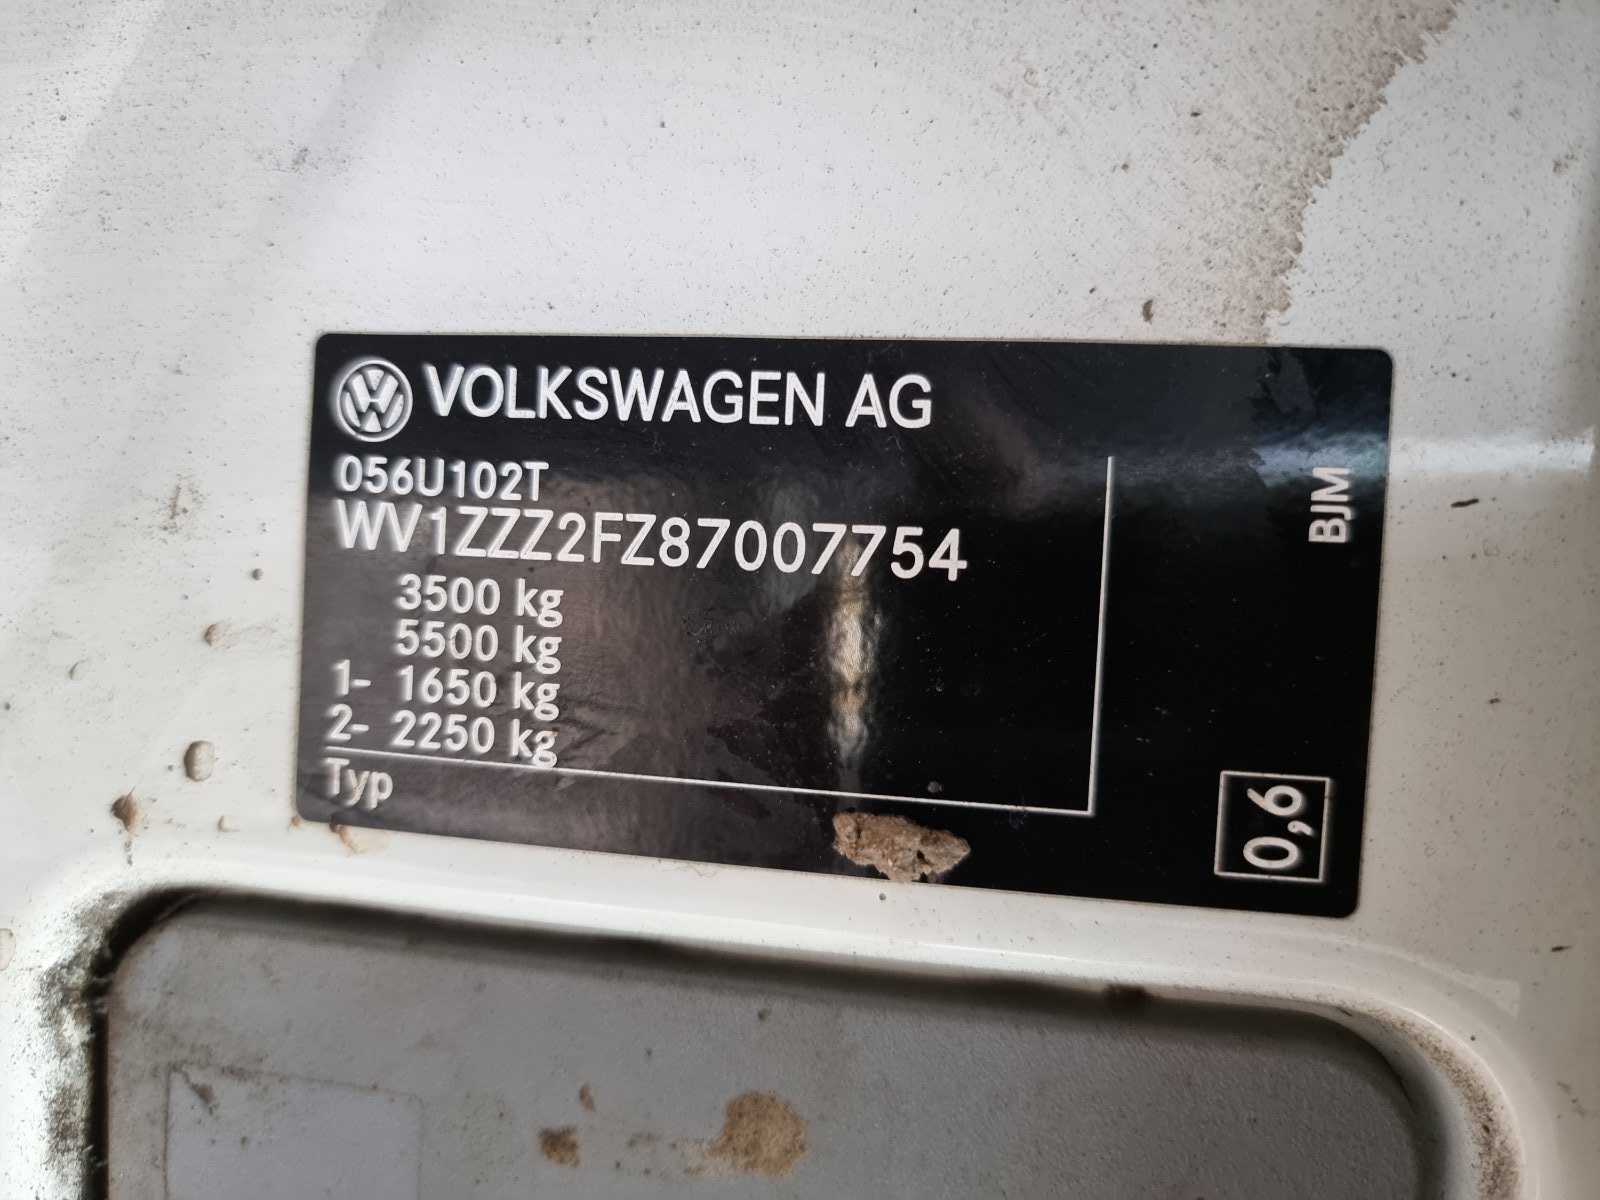 VOLKSWAGEN AG
056U102T
WV1ZZZ2FZ87007754
3500 kg
5500 kg
1- 1650 kg
2- 2250 kg
Typ
BJM
0,6